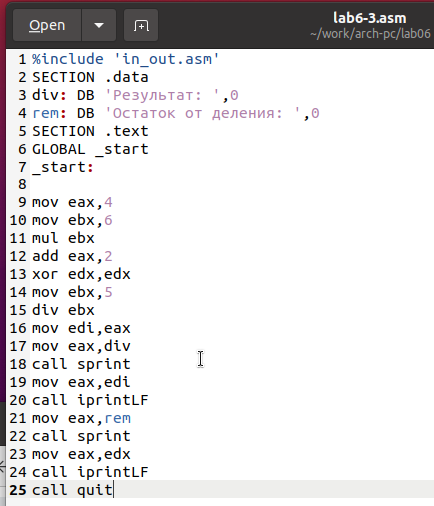 Open
lab6-3.asm
~/work/arch-pc/lab06
1 %include 'in_out.asm'
2 SECTION .data
3 div: DB 'Результат: ',0
4 rem: DB 'Остаток от деления: ',0
5 SECTION .text
6 GLOBAL _start
7 _start:
8
9 mov eax,4
10 mov ebx,6
11 mul ebx
12 add eax,2
13 xor edx,edx
14 mov ebx,5
15 div ebx
16 mov edi,eax
17 mov eax,div
18 call sprint
19 mov eax,edi
20 call iprintLF
21 mov eax,rem
22 call sprint
23 mov eax,edx
24 call iprintLF
25 call quit